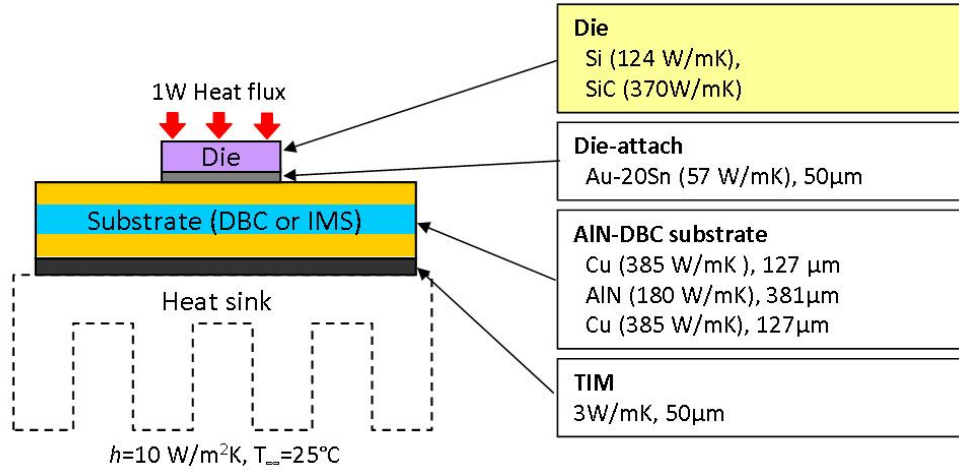 1W Heat flux
Die
Substrate (DBC or IMS)
Heat sink
h=10 W/m²K, T∞=25°C
Die
Si (124 W/mK),
SiC (370W/mK)
Die-attach
Au-20Sn (57 W/mK), 50µm
AlN-DBC substrate
Cu (385 W/mK ), 127 µm
AlN (180 W/mK), 381µm
Cu (385 W/mK), 127µm
TIM
3W/mK, 50µm